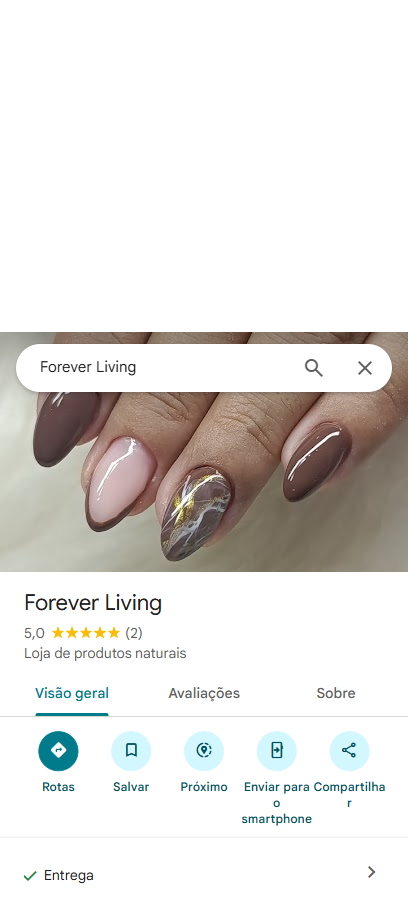 Forever Living
Forever Living
5,0 (2)
Loja de produtos naturais
Visão geral Avaliações Sobre
Rotas Salvar Próximo Enviar para Compartilha
o r
smartphone
Entrega